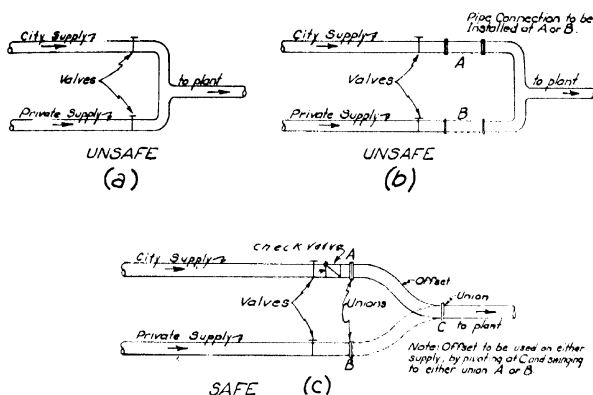 City Supply
Valves
to plant
Private Supply
UNSAFE
(a)
Pipe Connection to be
Installed at A or B.
City Supply
A
Valves
to plant
B
Private Supply
UNSAFE
(b)
Check Valve
A
City Supply
Offset
Valves
Unions
Union
C to plant
Private Supply
B
Note: Offset to be used on either
supply, by pivoting at C and swinging
to either union A or B.
SAFE
(c)